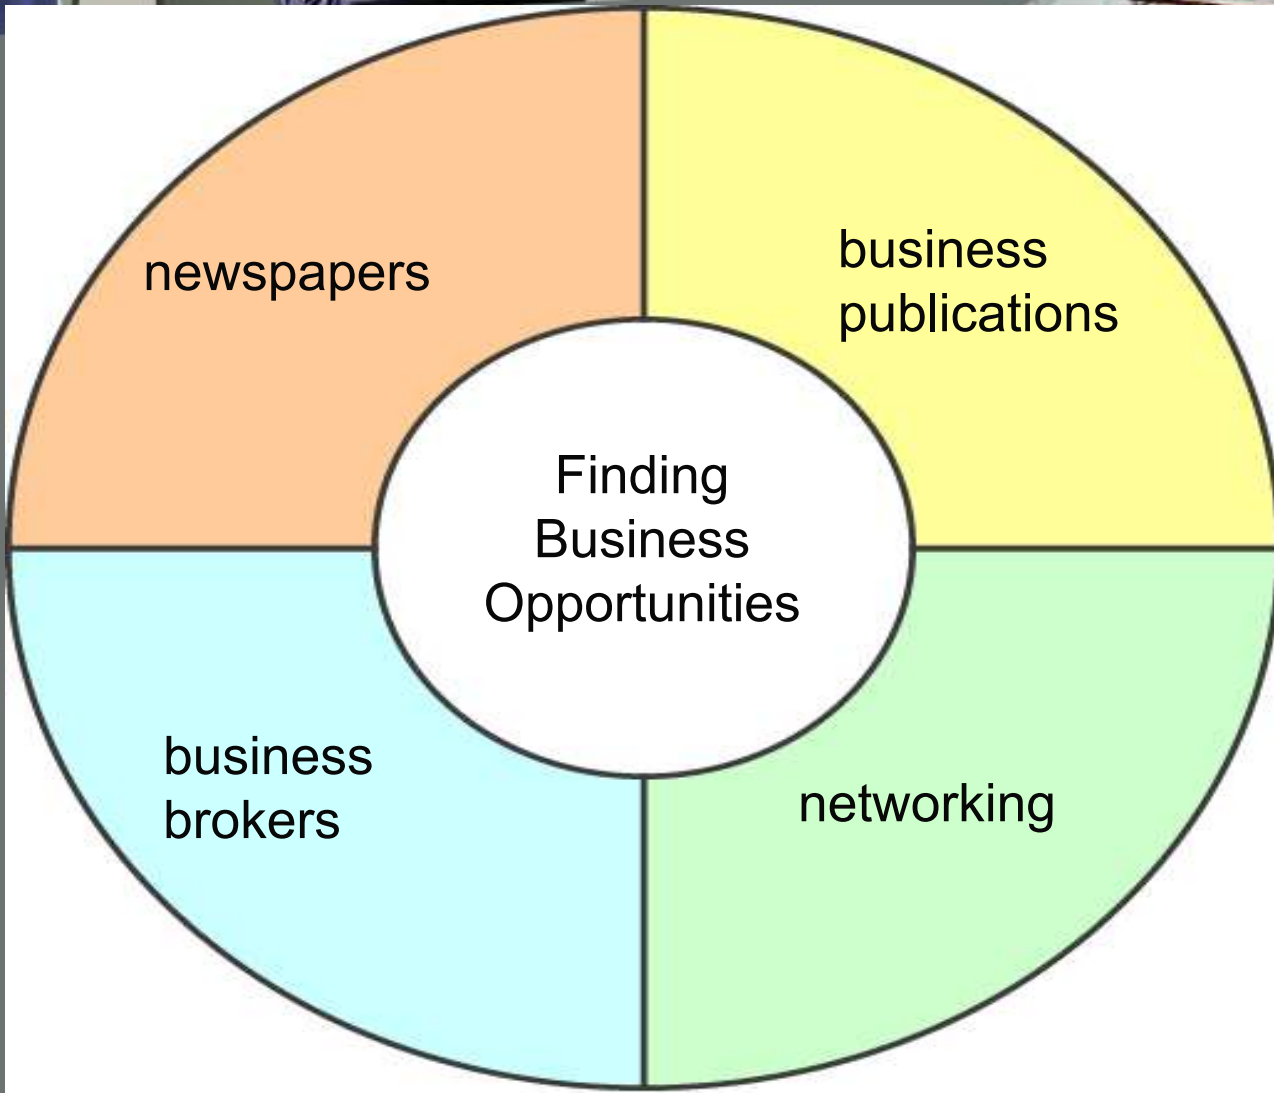 newspapers
business
publications
Finding
Business
Opportunities
business
brokers
networking